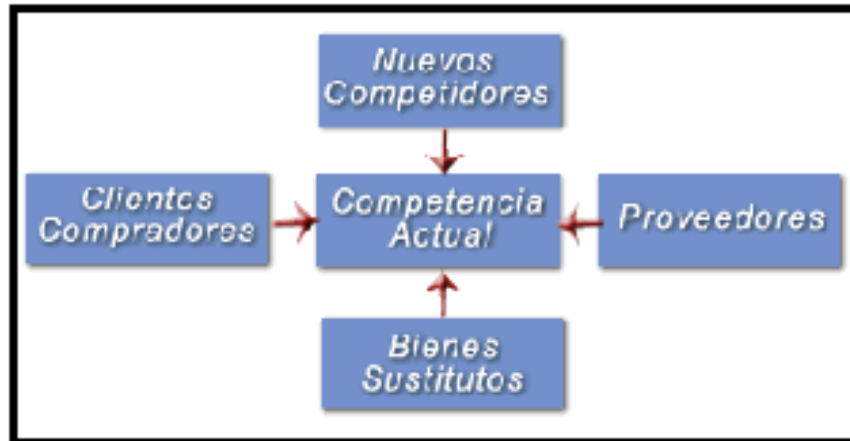 Nuevos
Competidores
Clientes
Compradores
Competencia
Actual
Proveedores
Bienes
Sustitutos